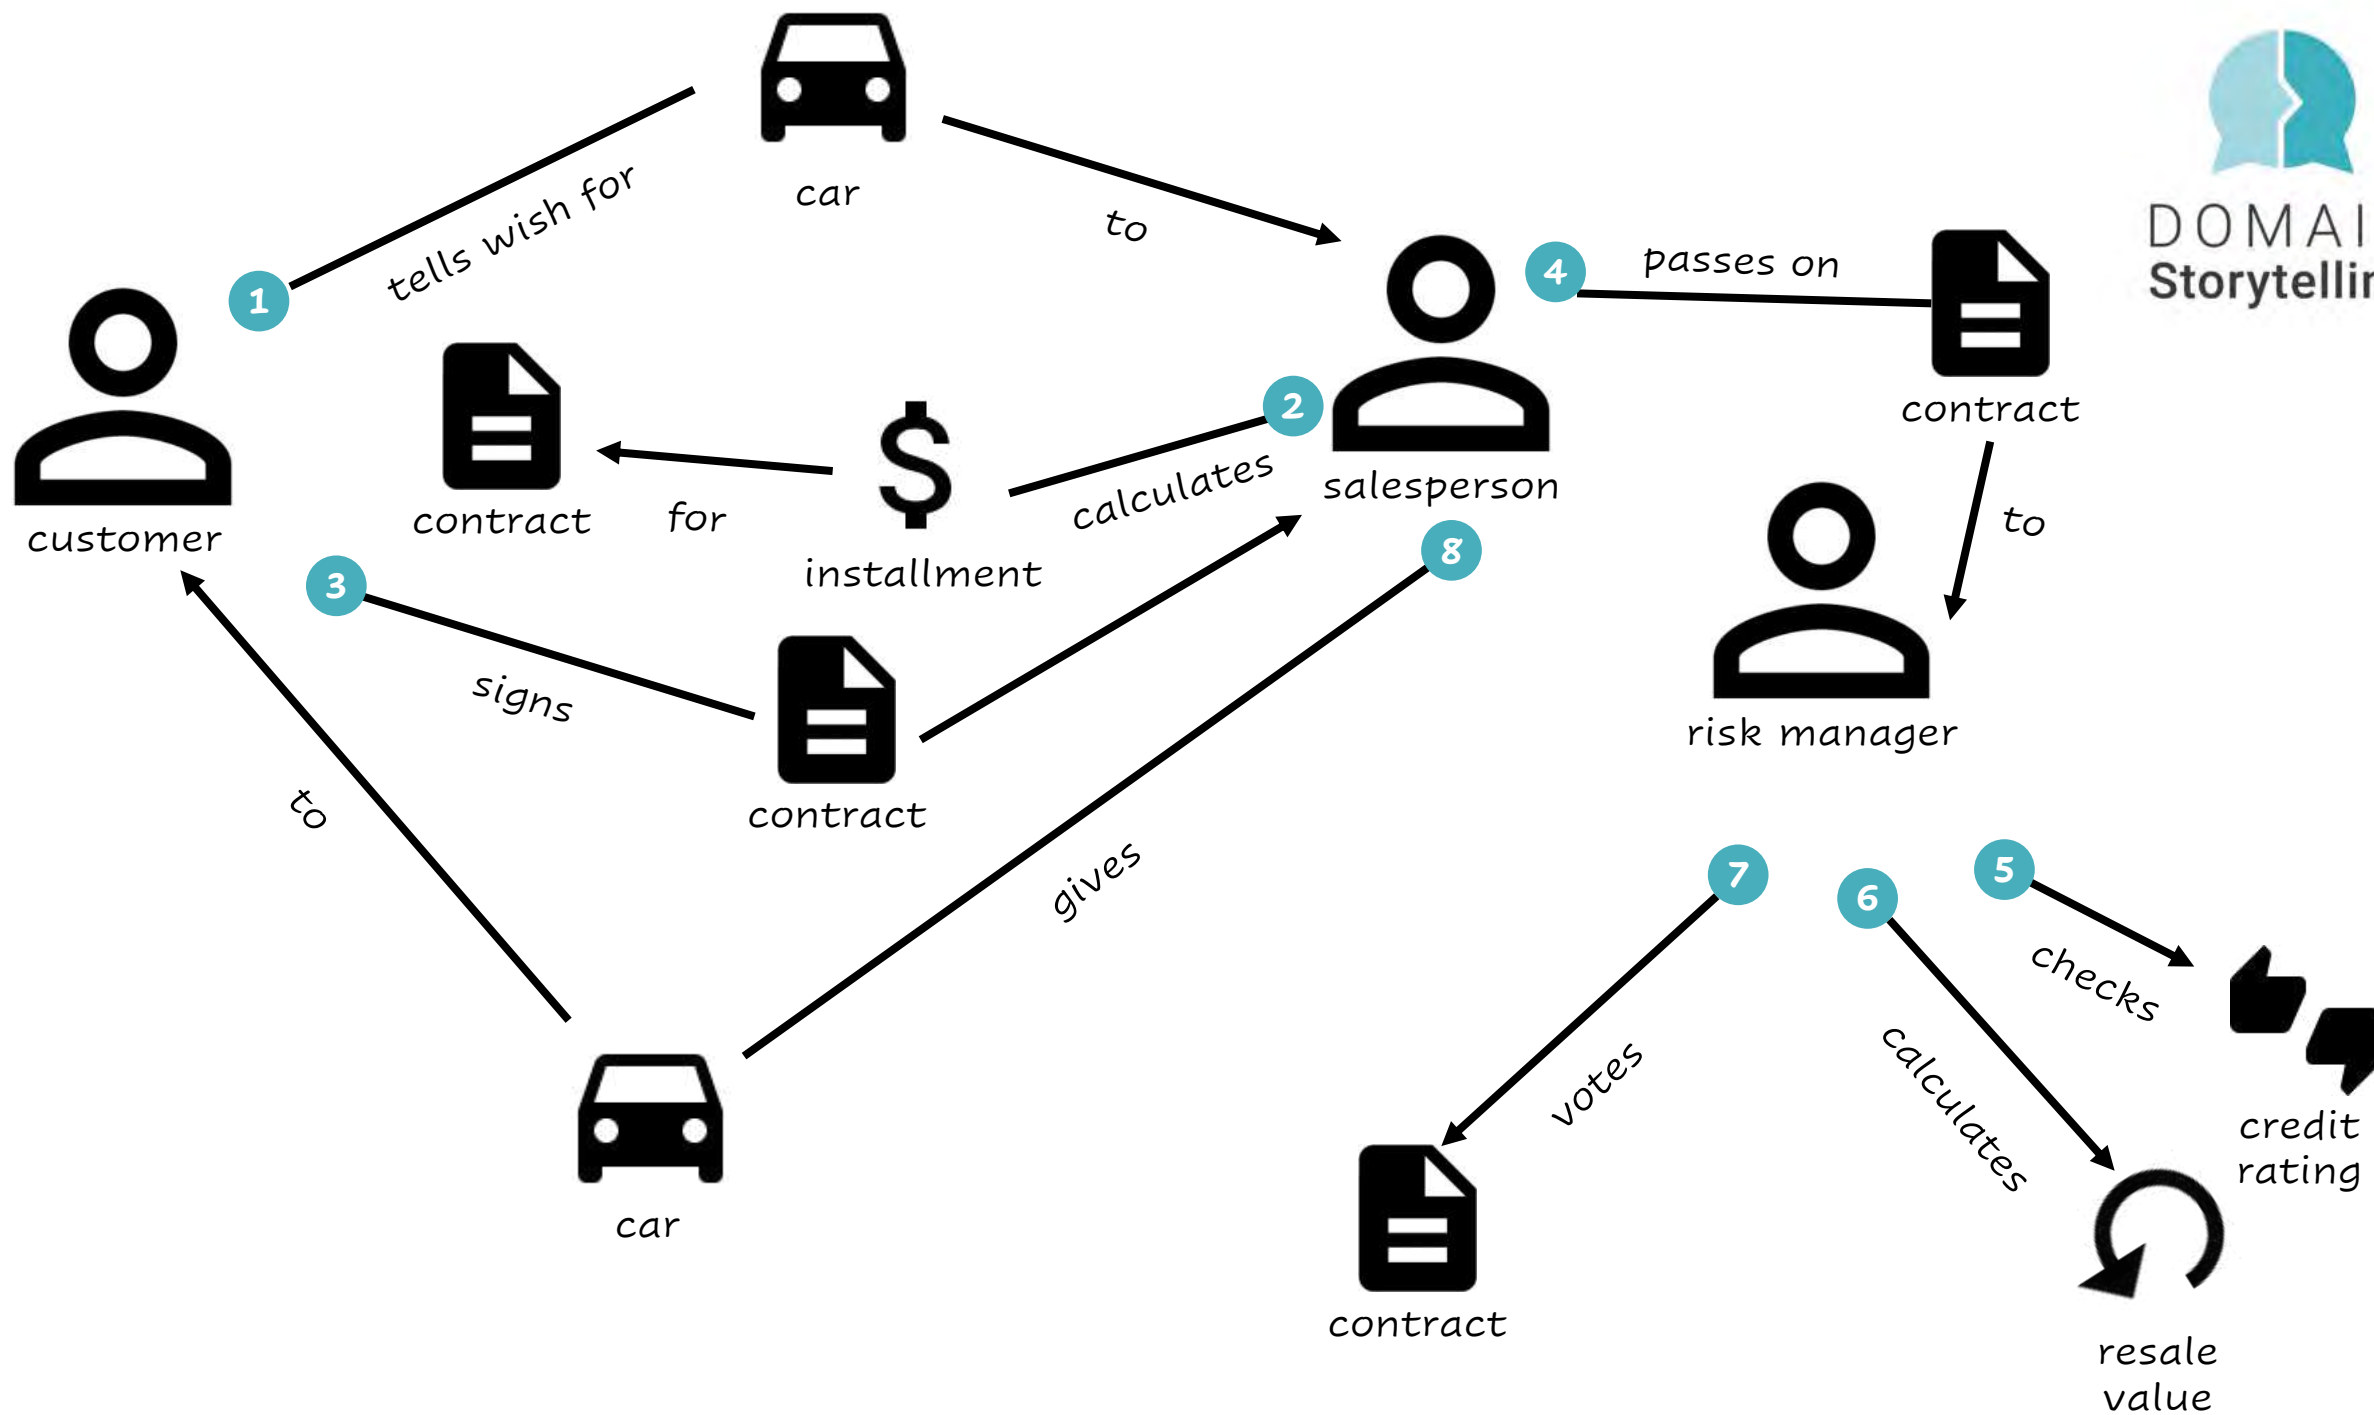 car
tells wish for
to
1
4
passes on
DOMAI
Storytellin
customer
contract
for
installment
2
calculates
salesperson
contract
to
3
signs
8
contract
risk manager
to
gives
7
6
5
checks
votes
calculates
credit
rating
car
contract
resale
value